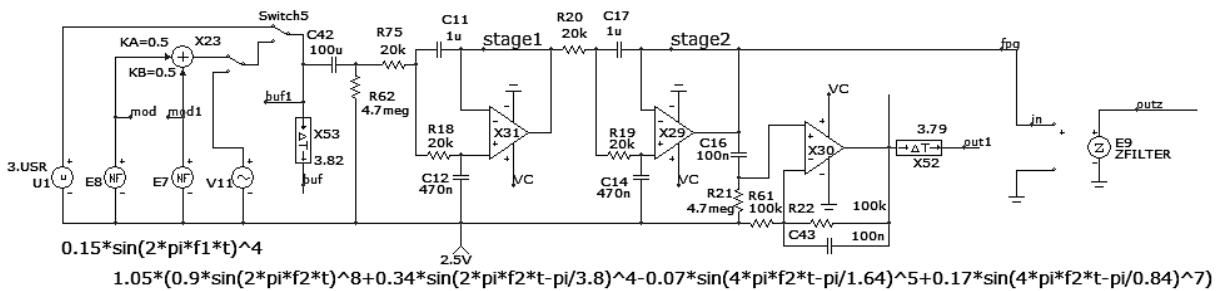 Switch5
KA=0.5
X23
KB=0.5
mod
mod1
3.USR
U1
E8
NF
E7
NF
V11
buf1
X53
ΔT
3.82
buf
C42
100u
R62
4.7meg
R75
20k
C11
1u
stage1
R18
20k
C12
470n
X31
VC
2.5V
R20
20k
C17
1u
stage2
R19
20k
C14
470n
X29
VC
C16
100n
R21
4.7meg
R61
100k
VC
X30
R22
100k
C43
100n
3.79
ΔT
X52
out1
fpg
in
outz
Z
E9
ZFILTER
0.15*sin(2*pi*f1*t)^4
1.05*(0.9*sin(2*pi*f2*t)^8+0.34*sin(2*pi*f2*t-pi/3.8)^4-0.07*sin(4*pi*f2*t-pi/1.64)^5+0.17*sin(4*pi*f2*t-pi/0.84)^7)